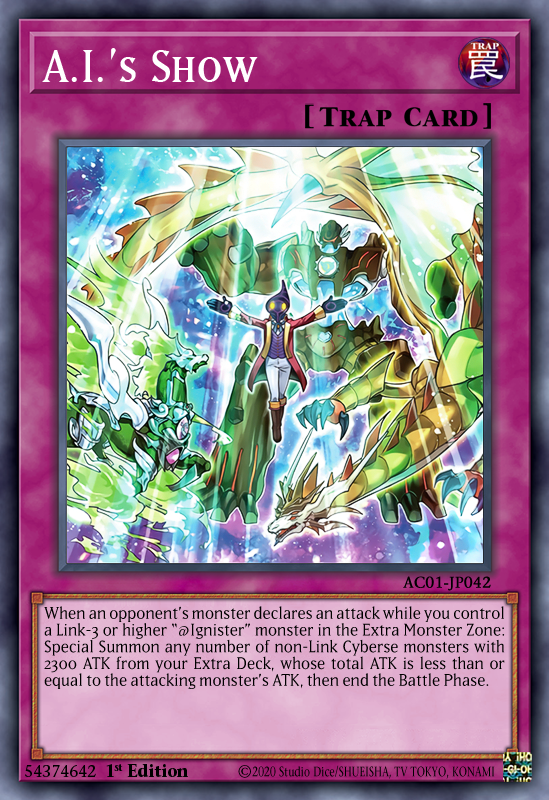 A.I.'s Show
TRAP
罠
[Trap Card]
AC01-JP042
When an opponent's monster declares an attack while you control
a Link-3 or higher "@Ignister" monster in the Extra Monster Zone:
Special Summon any number of non-Link Cyberse monsters with
2300 ATK from your Extra Deck, whose total ATK is less than or
equal to the attacking monster's ATK, then end the Battle Phase.
54374642 1st Edition ©2020 Studio Dice/SHUEISHA, TV TOKYO, KONAMI